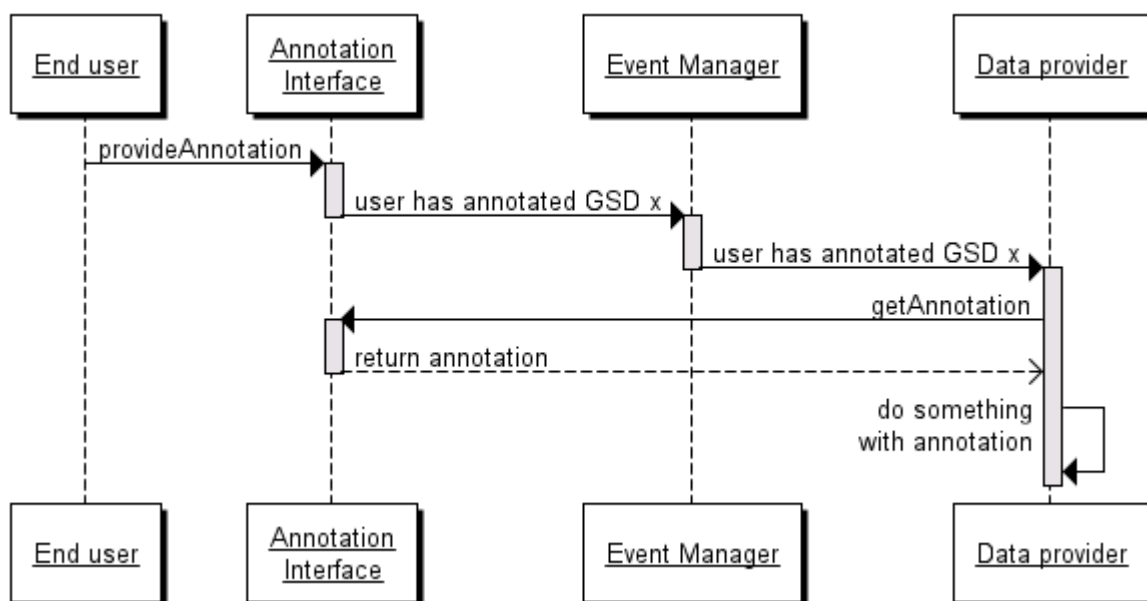 End user
Annotation
Interface
Event Manager
Data provider
provideAnnotation
user has annotated GSD x
user has annotated GSD x
getAnnotation
return annotation
do something
with annotation
End user
Annotation
Interface
Event Manager
Data provider